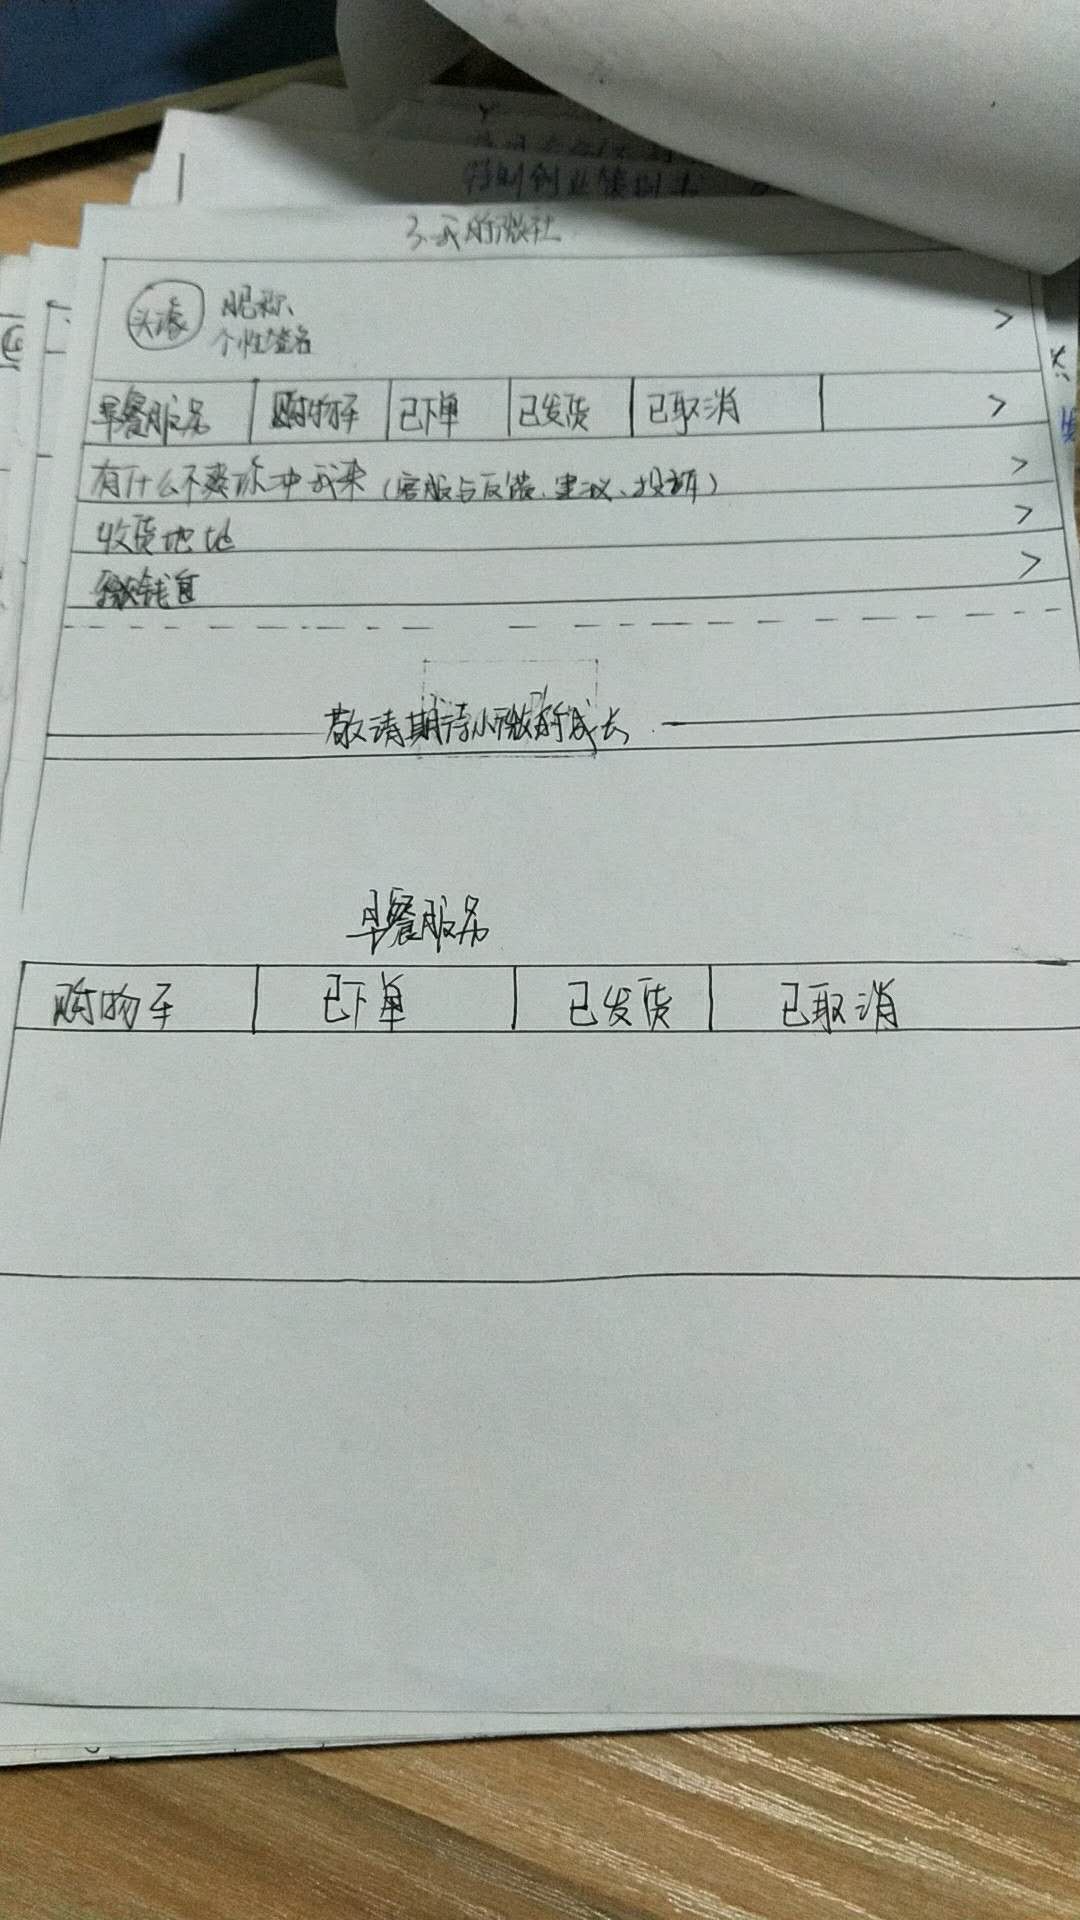 3.我的微社
头像
昵称
个性签名
>
早餐服务 购物车 已下单 已发货 已取消 >
有什么不爽你冲我来(客服与反馈、建议、投诉) >
收货地址 >
微钱包 >
敬请期待小微的成长
早餐服务
购物车 已下单 已发货 已取消